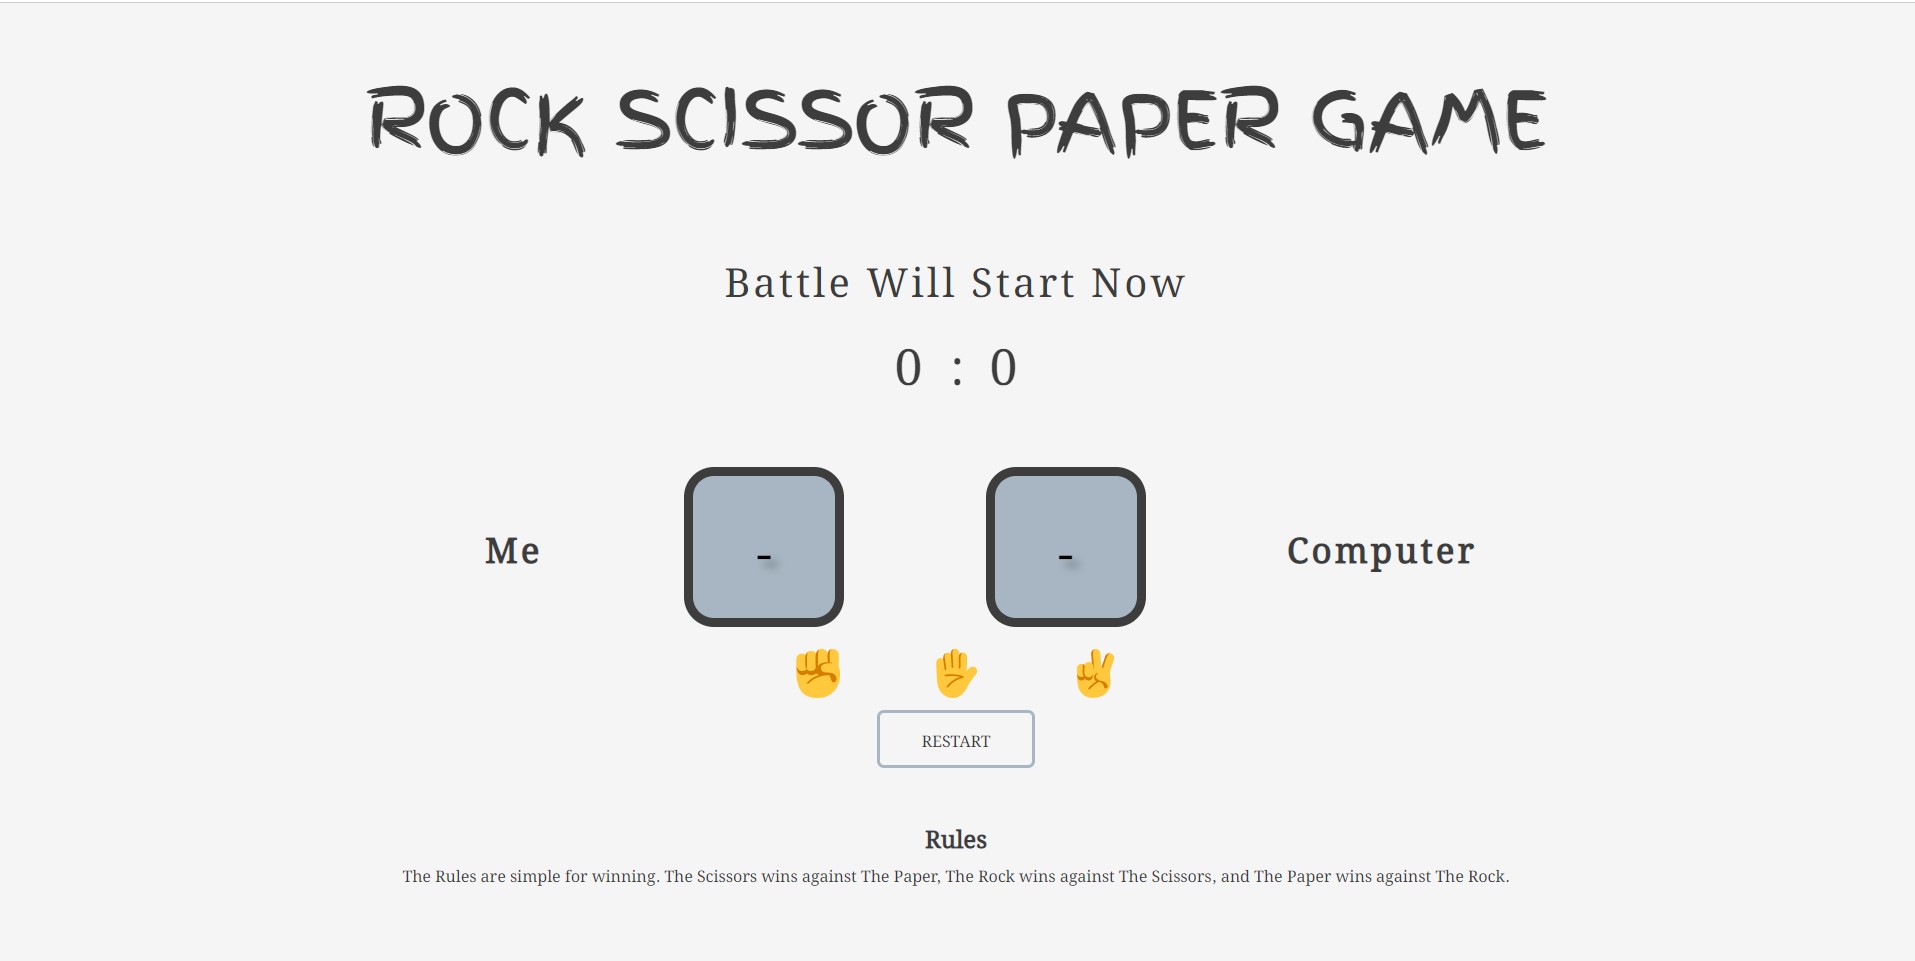 ROCK SCISSOR PAPER GAME
Battle Will Start Now
0 : 0
Me - - Computer
RESTART
Rules
The Rules are simple for winning. The Scissors wins against The Paper, The Rock wins against The Scissors, and The Paper wins against The Rock.